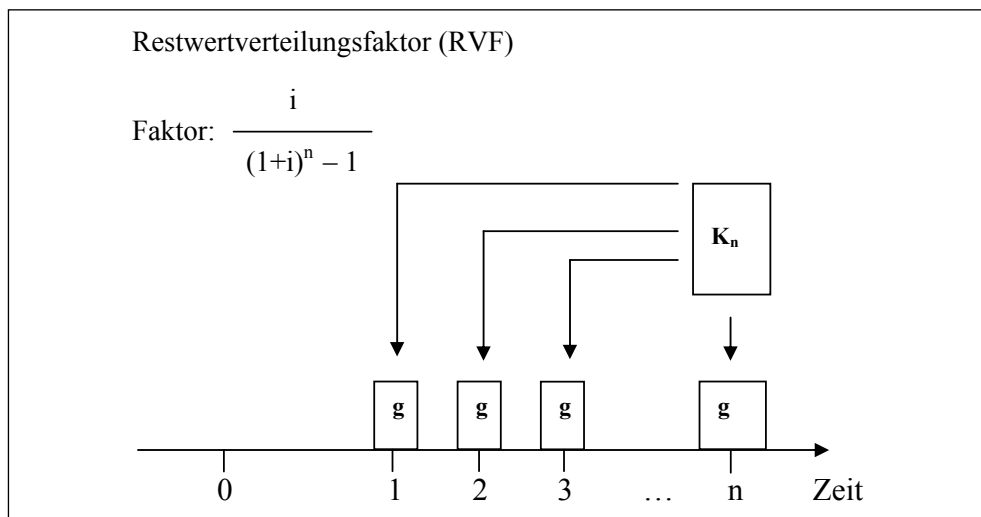 Restwertverteilungsfaktor (RVF)
i
Faktor:
(1+i)ⁿ – 1
Kₙ
g g g g
0 1 2 3 … n Zeit